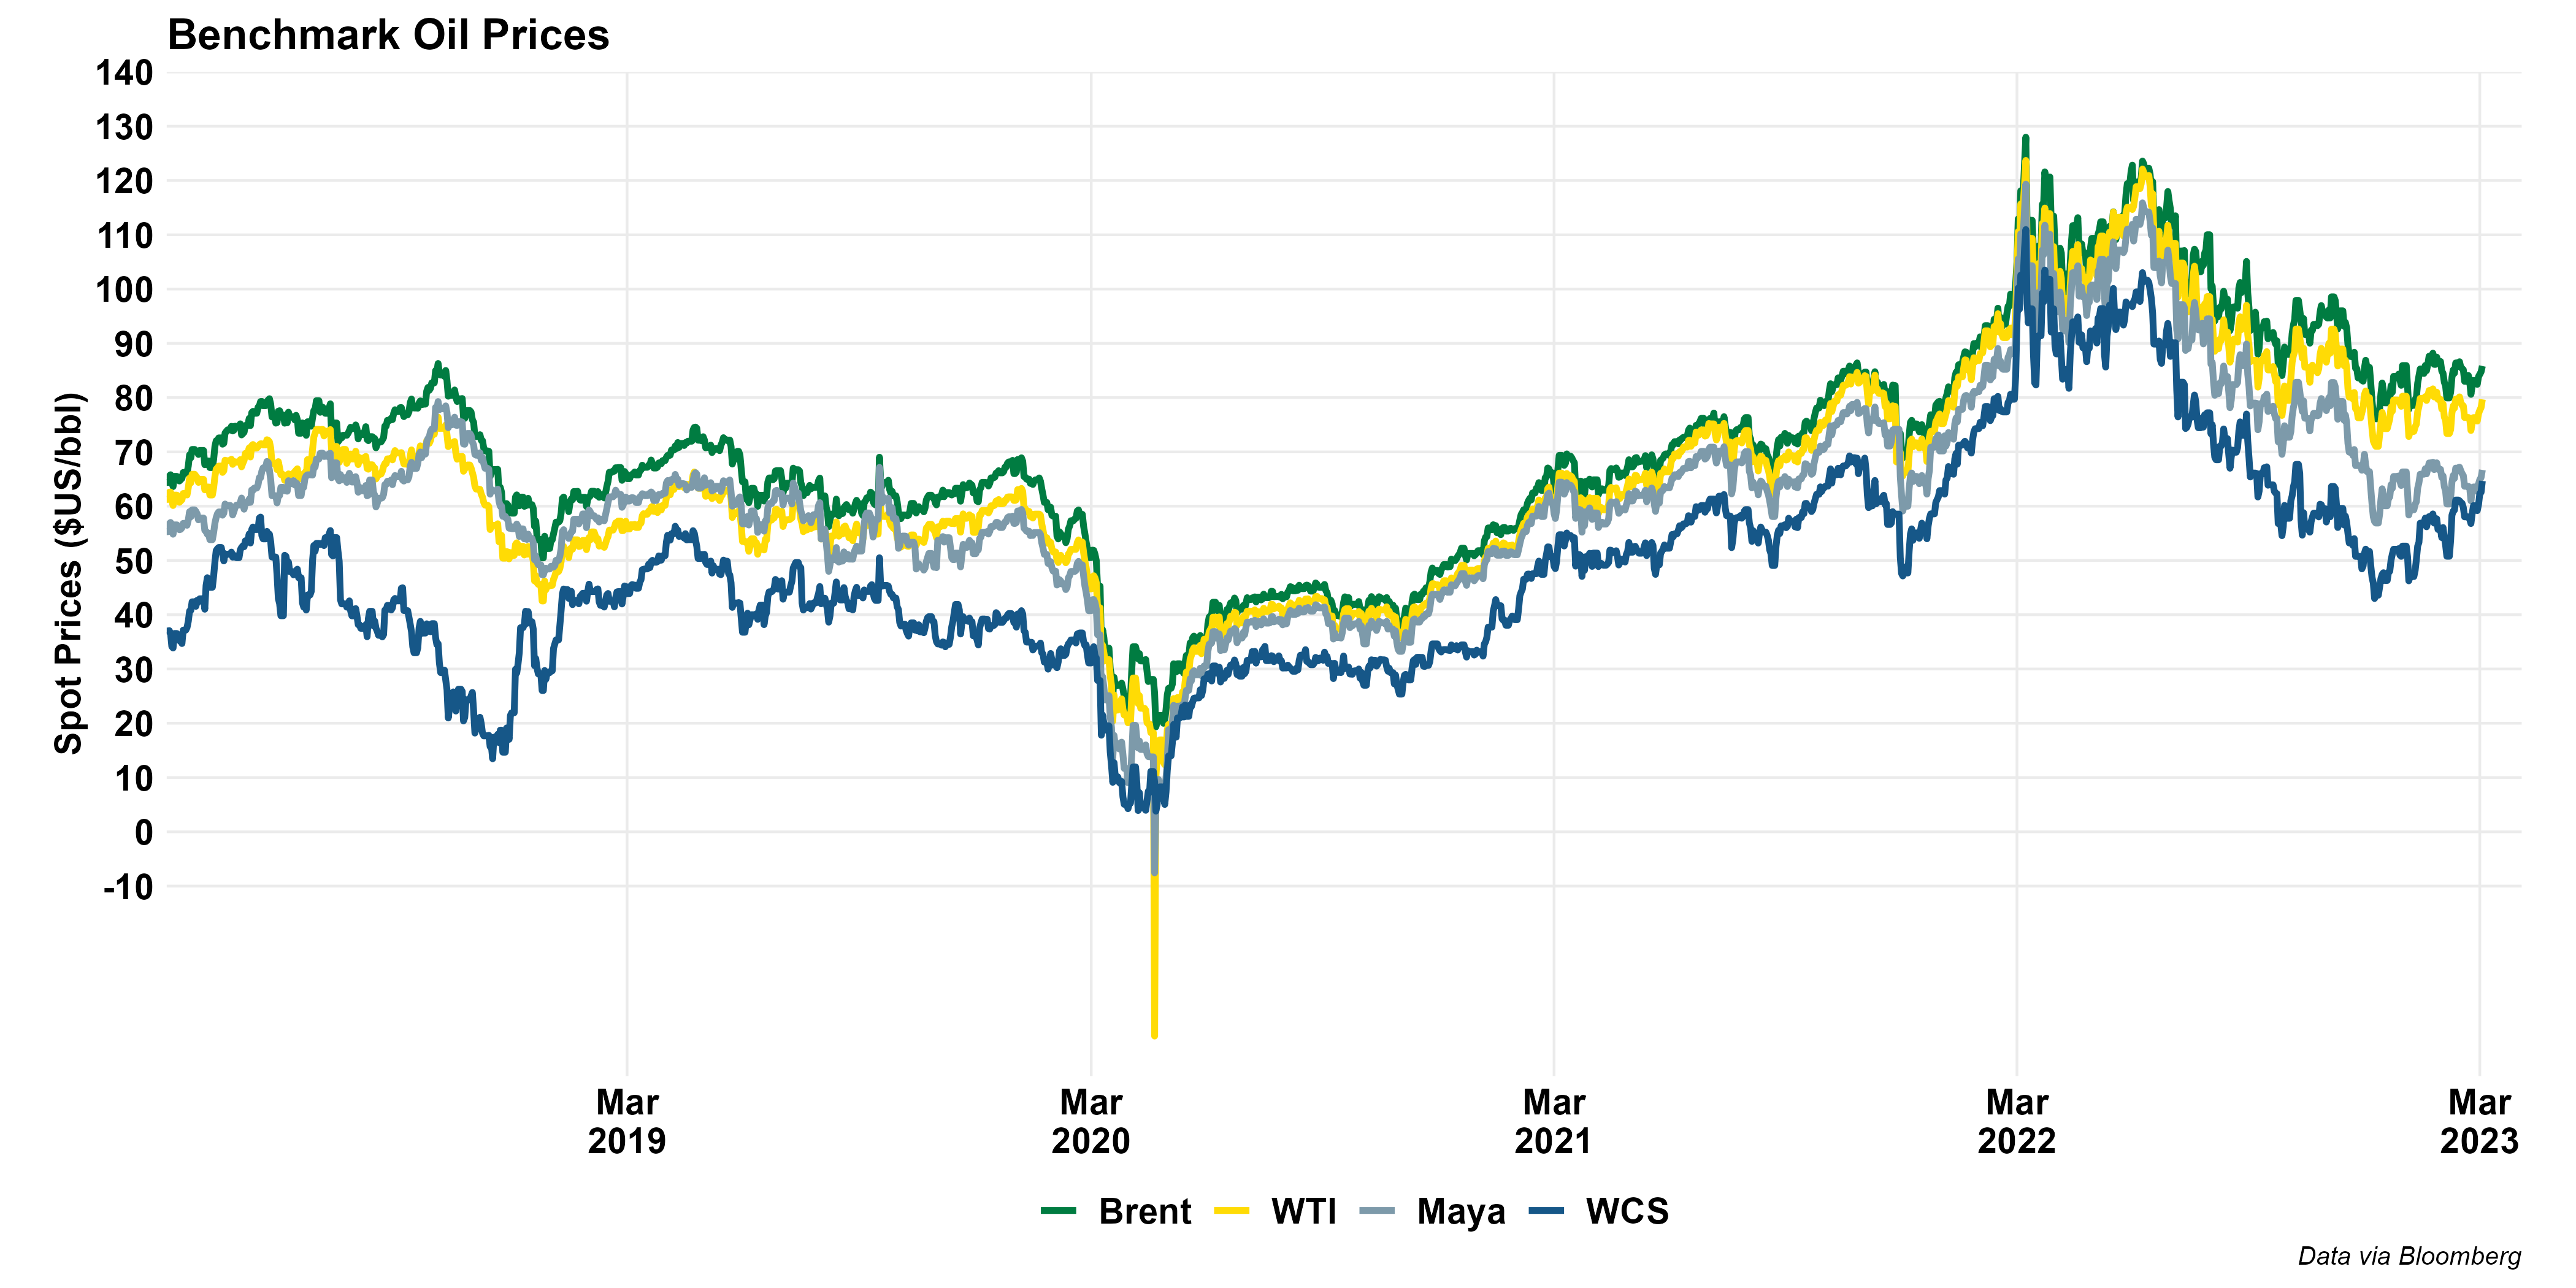 Benchmark Oil Prices
Spot Prices ($US/bbl)
140
130
120
110
100
90
80
70
60
50
40
30
20
10
0
-10
Mar
2019
Mar
2020
Mar
2021
Mar
2022
Mar
2023
Brent WTI Maya WCS
Data via Bloomberg